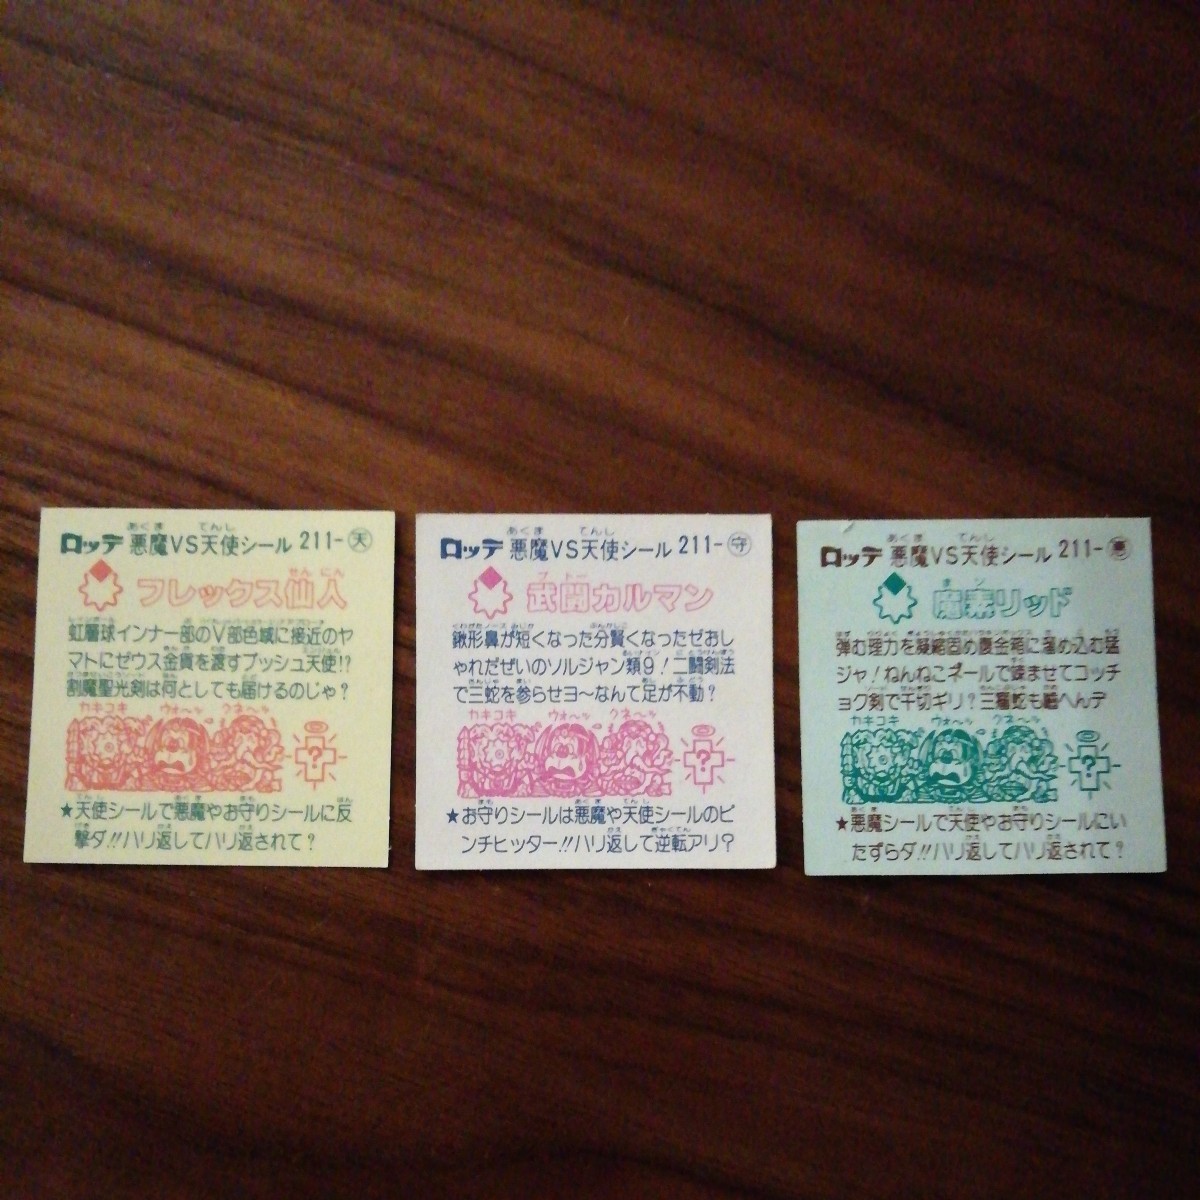 ロッテ 悪魔VS天使シール 211-天
フレックス仙人
虹層球インナー部のV部色域に接近のヤ
マトにゼウス金貨を渡すプッシュ天使!?
割魔聖光剣は何としても届けるのじゃ?
カキコキ ウォ〜ッ クネ〜ッ
?
★天使シールで悪魔やお守りシールに反
撃ダ!!ハリ返してハリ返されて?
ロッテ 悪魔VS天使シール 211-守
武闘カルマン
鍬形鼻が短くなった分賢くなったぜおし
ゃれだぜいのソルジャン類9!二闘剣法
で三蛇を参らせヨ〜なんて足が不動?
カキコキ ウォ〜ッ クネ〜ッ
?
★お守りシールは悪魔や天使シールのピ
ンチヒッター!!ハリ返して逆転アリ?
ロッテ 悪魔VS天使シール 211-悪
魔素リッド
弾む理力を凝縮固め
金箱に
め込む猛
ジャ!ねんねこネールで
ませてコッチ
ョク剣で千切ギリ?三
蛇も
へんデ
カキコキ ウォ〜ッ クネ〜ッ
?
★悪魔シールで天使やお守りシールにい
たずらダ!!ハリ返してハリ返されて?